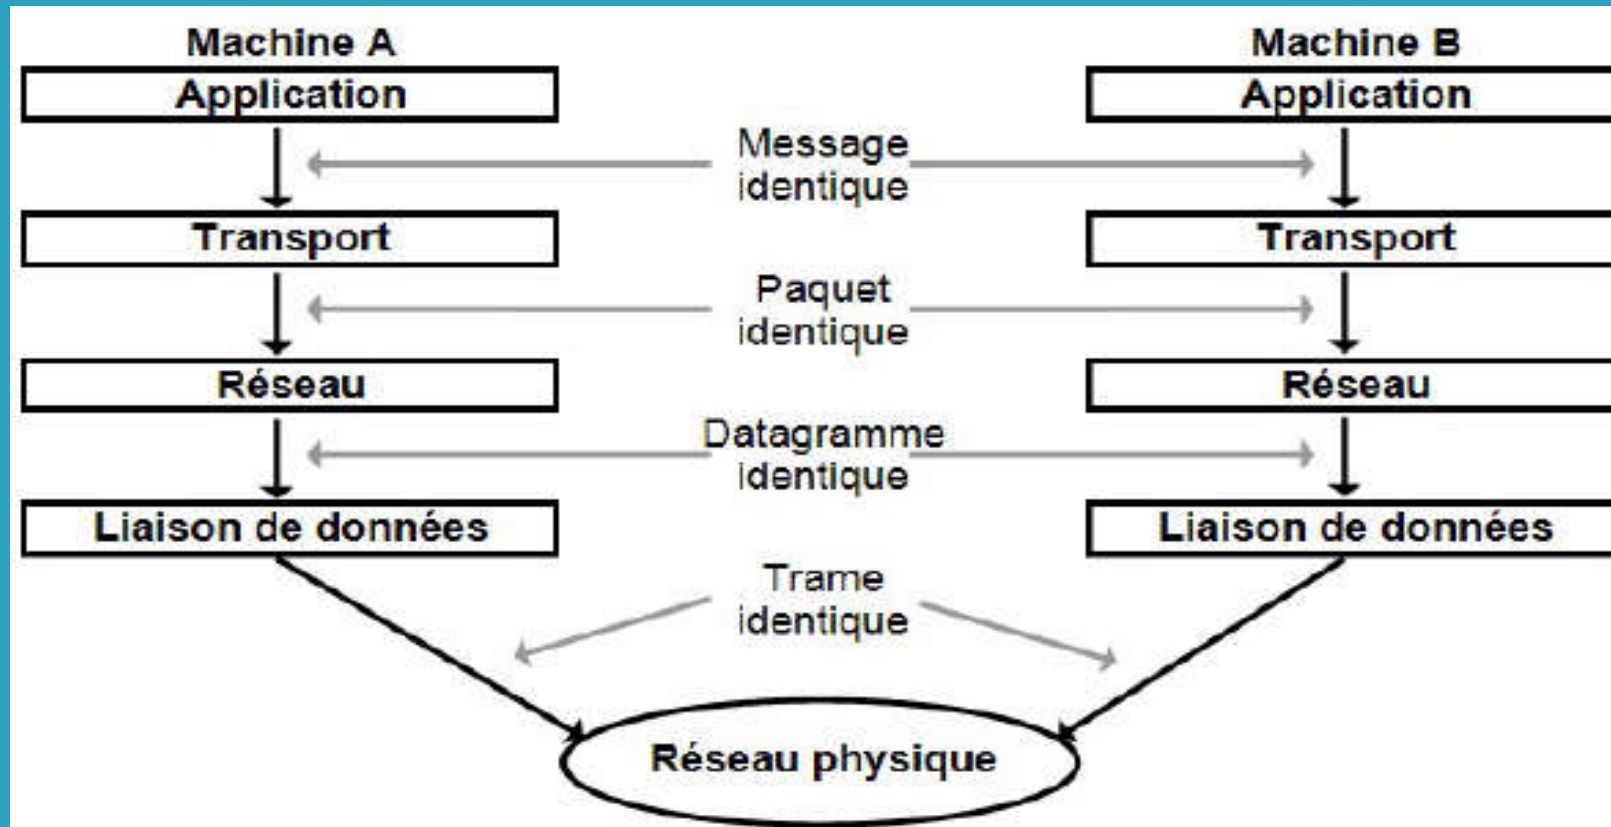 Machine A
Machine B
Application
Application
Message
identique
Transport
Transport
Paquet
identique
Réseau
Réseau
Datagramme
identique
Liaison de données
Liaison de données
Trame
identique
Réseau physique